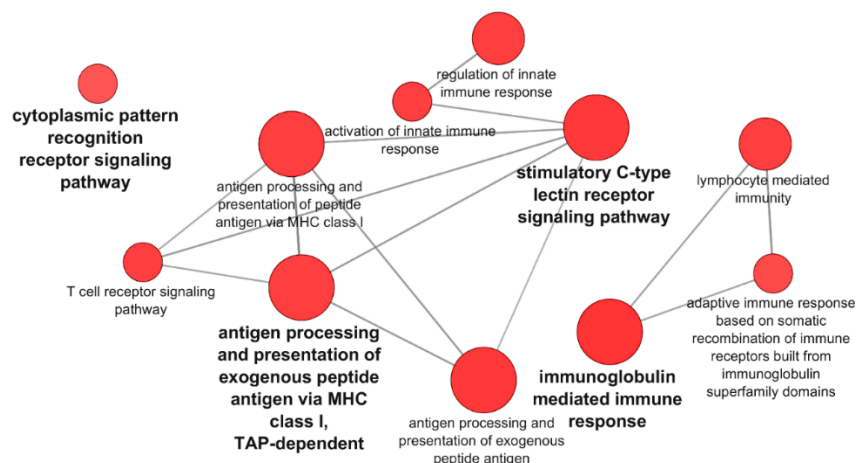 cytoplasmic pattern
recognition
receptor signaling
pathway
regulation of innate
immune response
activation of innate immune
response
antigen processing and
presentation of peptide
antigen via MHC class I
stimulatory C-type
lectin receptor
signaling pathway
lymphocyte mediated
immunity
T cell receptor signaling
pathway
antigen processing
and presentation of
exogenous peptide
antigen via MHC
class I,
TAP-dependent
antigen processing and
presentation of exogenous
peptide antigen
immunoglobulin
mediated immune
response
adaptive immune response
based on somatic
recombination of immune
receptors built from
immunoglobulin
superfamily domains